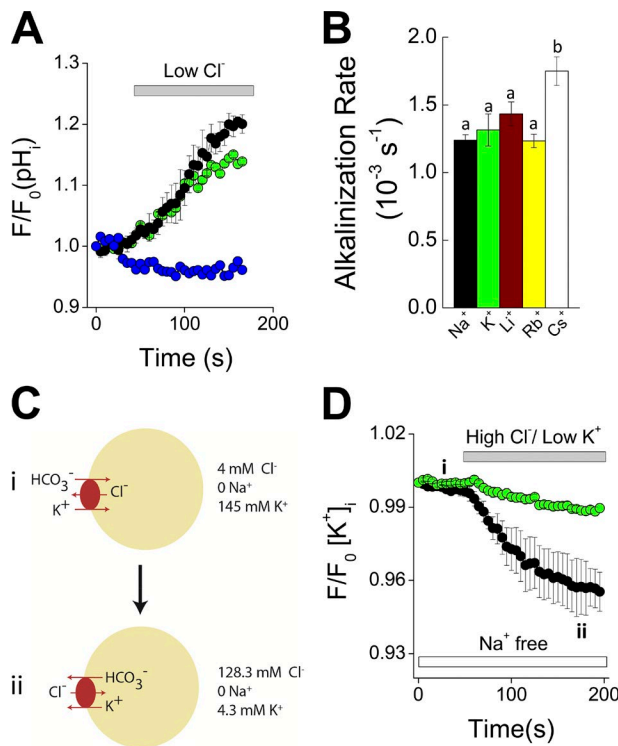 A
Low Cl⁻
F/F₀(pHᵢ)
1.3
1.2
1.1
1.0
0.9
0
100
200
Time (s)
B
Alkalinization Rate
(10⁻³ s⁻¹)
2.0
1.5
1.0
0.5
0.0
a
a
a
a
b
Na⁺
K⁺
Li⁺
Rb⁺
Cs⁺
C
i
HCO₃⁻
Cl⁻
K⁺
4 mM Cl⁻
0 Na⁺
145 mM K⁺
ii
HCO₃⁻
Cl⁻
K⁺
128.3 mM Cl⁻
0 Na⁺
4.3 mM K⁺
D
High Cl⁻/ Low K⁺
F/F₀ [K⁺]ᵢ
1.02
0.99
0.96
0.93
i
ii
Na⁺ free
0
100
200
Time(s)